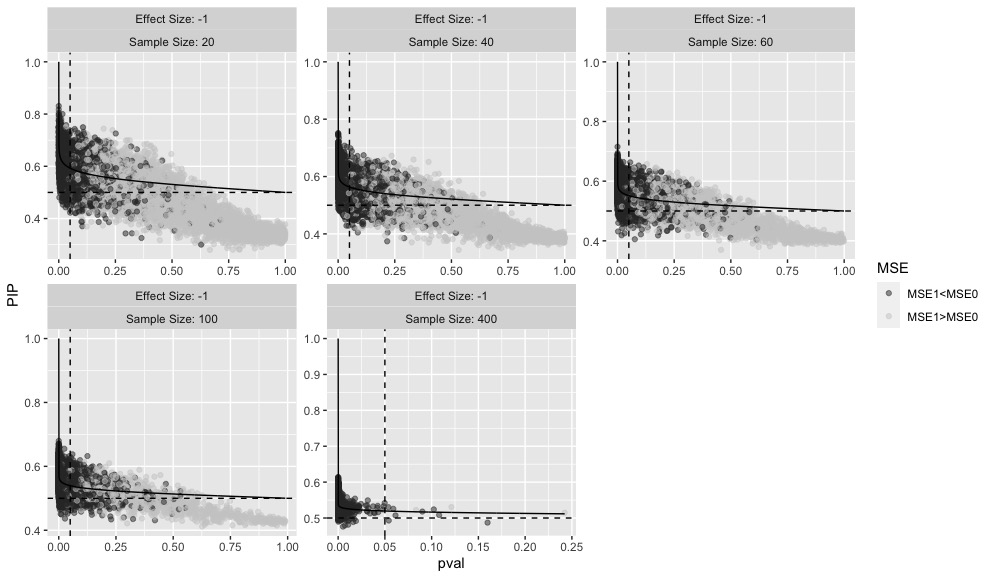 Effect Size: -1
Sample Size: 20
1.0
0.8
0.6
0.4
0.00 0.25 0.50 0.75 1.00
Effect Size: -1
Sample Size: 40
1.0
0.8
0.6
0.4
0.00 0.25 0.50 0.75 1.00
Effect Size: -1
Sample Size: 60
1.0
0.8
0.6
0.4
0.00 0.25 0.50 0.75 1.00
PIP
MSE
MSE1<MSE0
MSE1>MSE0
Effect Size: -1
Sample Size: 100
1.0
0.8
0.6
0.4
0.00 0.25 0.50 0.75 1.00
Effect Size: -1
Sample Size: 400
1.0
0.9
0.8
0.7
0.6
0.5
0.00 0.05 0.10 0.15 0.20 0.25
pval